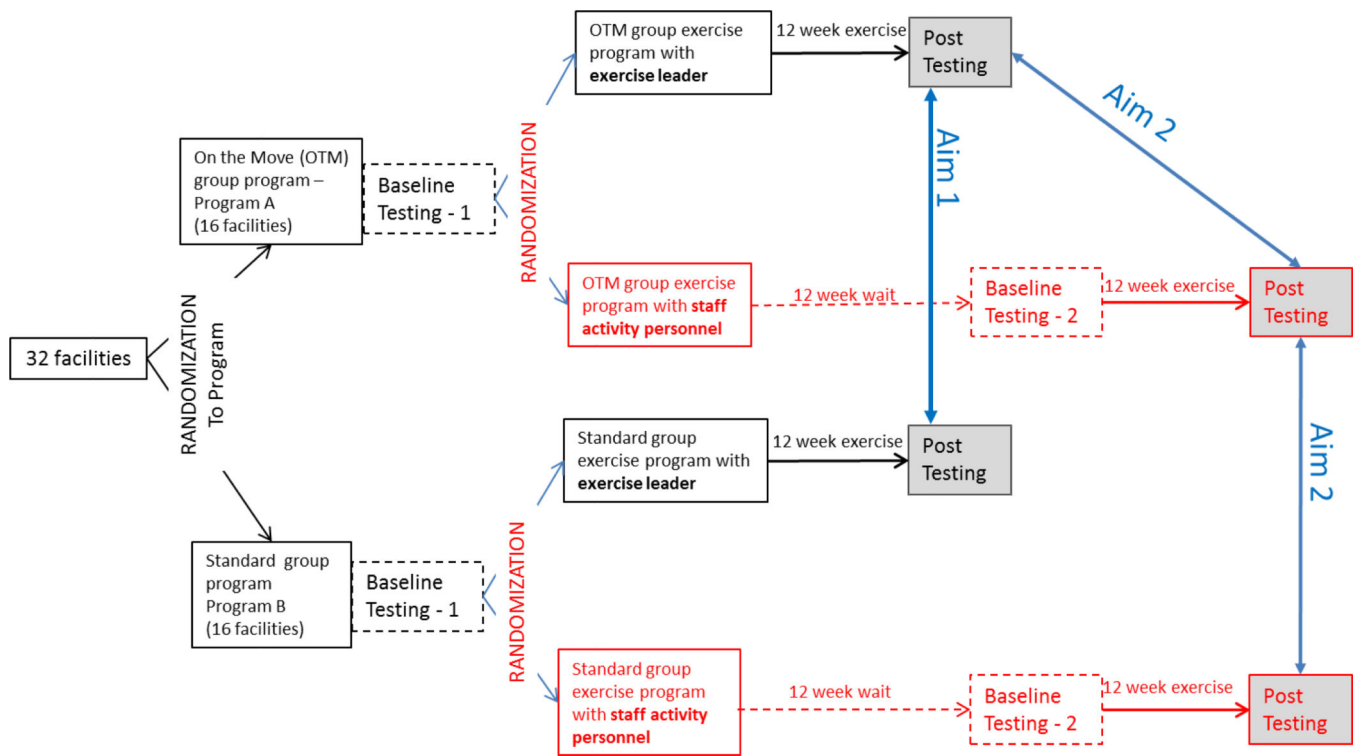 32 facilities
RANDOMIZATION
To Program
On the Move (OTM)
group program –
Program A
(16 facilities)
Baseline
Testing - 1
RANDOMIZATION
OTM group exercise
program with
exercise leader
12 week exercise
Post
Testing
OTM group exercise
program with staff
activity personnel
12 week wait
Baseline
Testing - 2
12 week exercise
Post
Testing
Aim 1
Aim 2
Standard group
program
Program B
(16 facilities)
Baseline
Testing - 1
RANDOMIZATION
Standard group
exercise program with
exercise leader
12 week exercise
Post
Testing
Standard group
exercise program
with staff activity
personnel
12 week wait
Baseline
Testing - 2
12 week exercise
Post
Testing
Aim 2